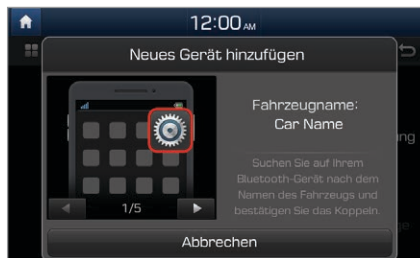 12:00 AM
Neues Gerät hinzufügen
Fahrzeugname:
Car Name
Suchen Sie auf Ihrem
Bluetooth-Gerät nach dem
Namen des Fahrzeugs und
bestätigen Sie das Koppeln.
1/5
Abbrechen